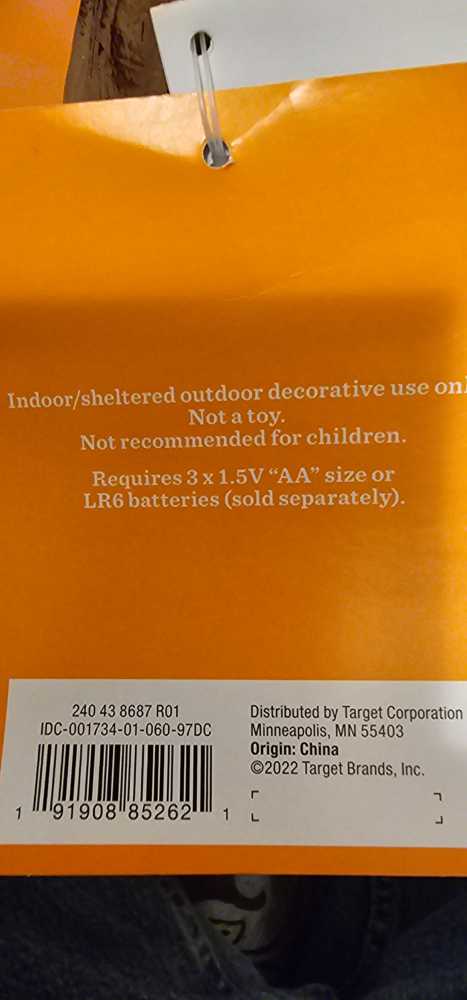 Indoor/sheltered outdoor decorative use
Not a toy.
Not recommended for children.
Requires 3 x 1.5V “AA” size or
LR6 batteries (sold separately).
240 43 8687 R01
IDC-001734-01-060-97DC
1 91908 85262 1
Distributed by Target Corporation
Minneapolis, MN 55403
Origin: China
©2022 Target Brands, Inc.